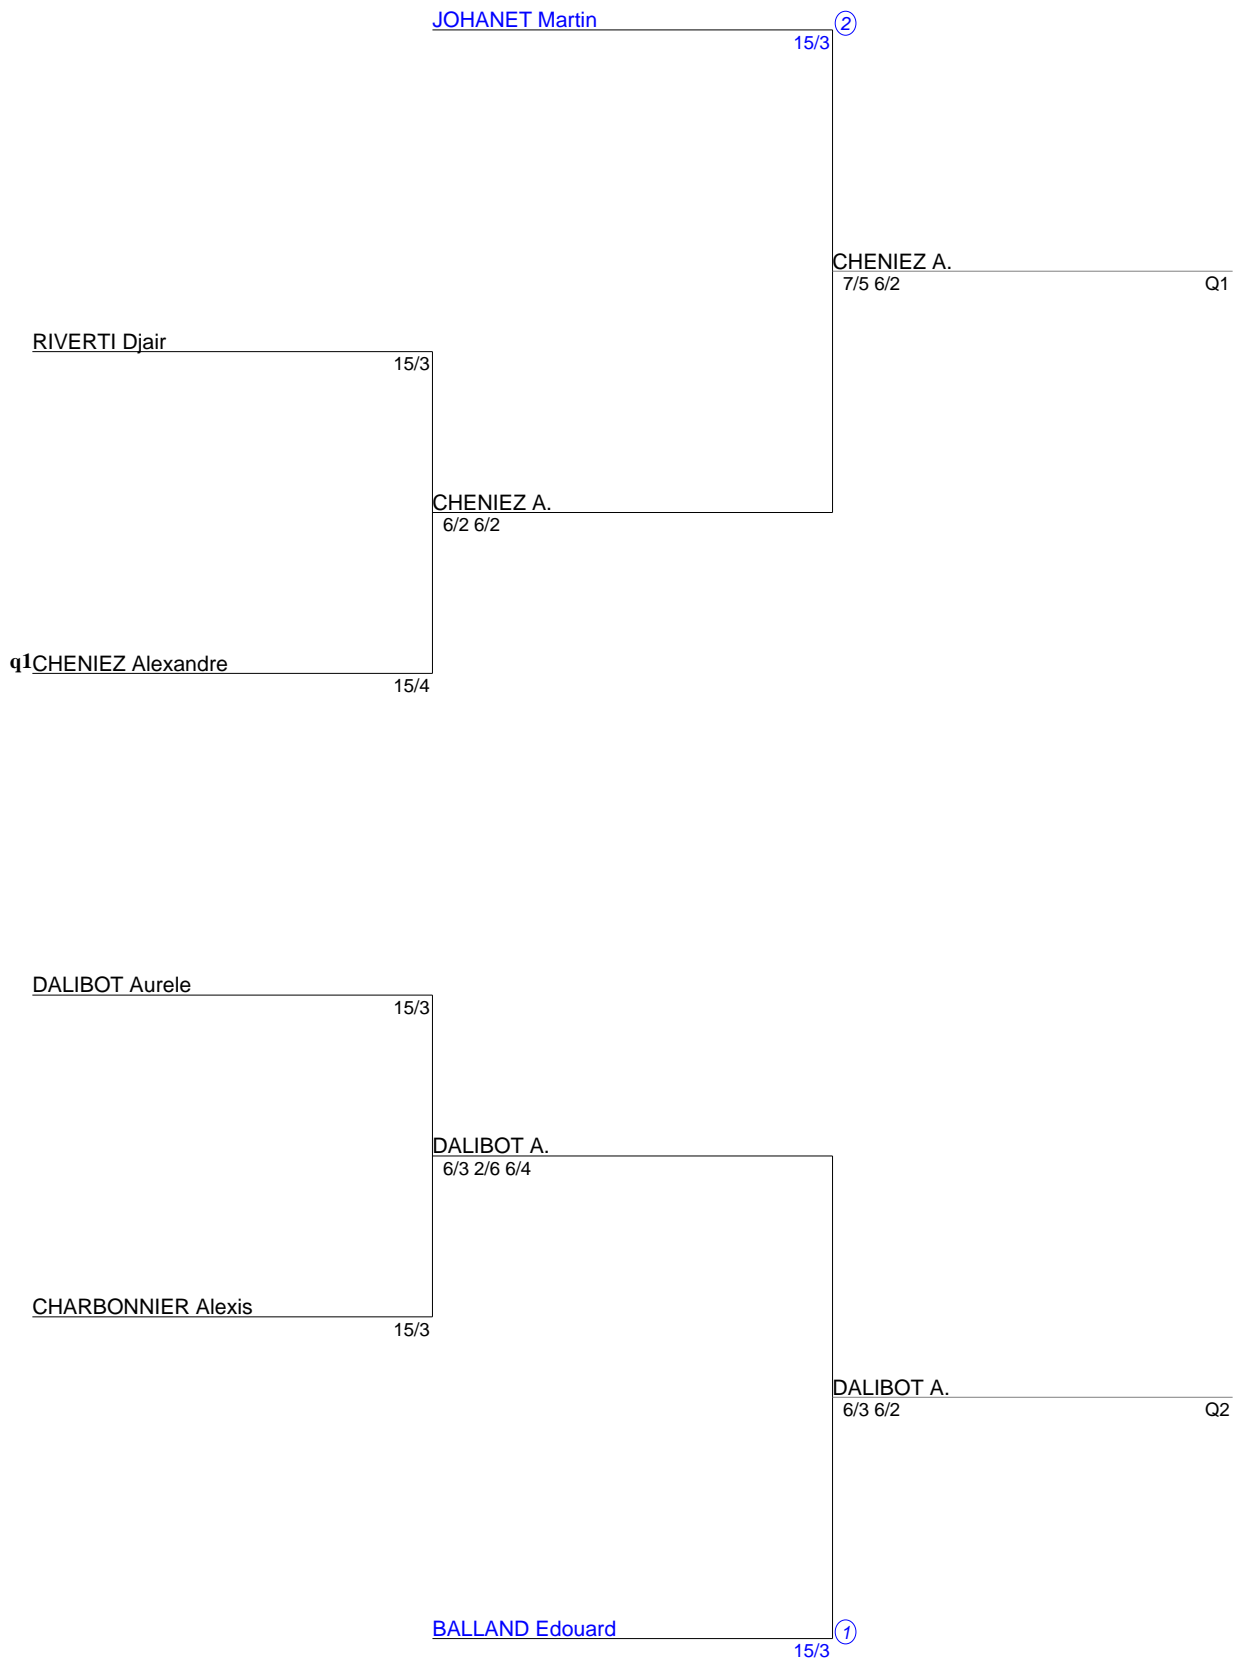 JOHANET Martin
2
15/3
CHENIEZ A.
7/5 6/2
Q1
RIVERTI Djair
15/3
CHENIEZ A.
6/2 6/2
q1 CHENIEZ Alexandre
15/4
DALIBOT Aurele
15/3
DALIBOT A.
6/3 2/6 6/4
CHARBONNIER Alexis
15/3
DALIBOT A.
6/3 6/2
Q2
BALLAND Edouard
1
15/3